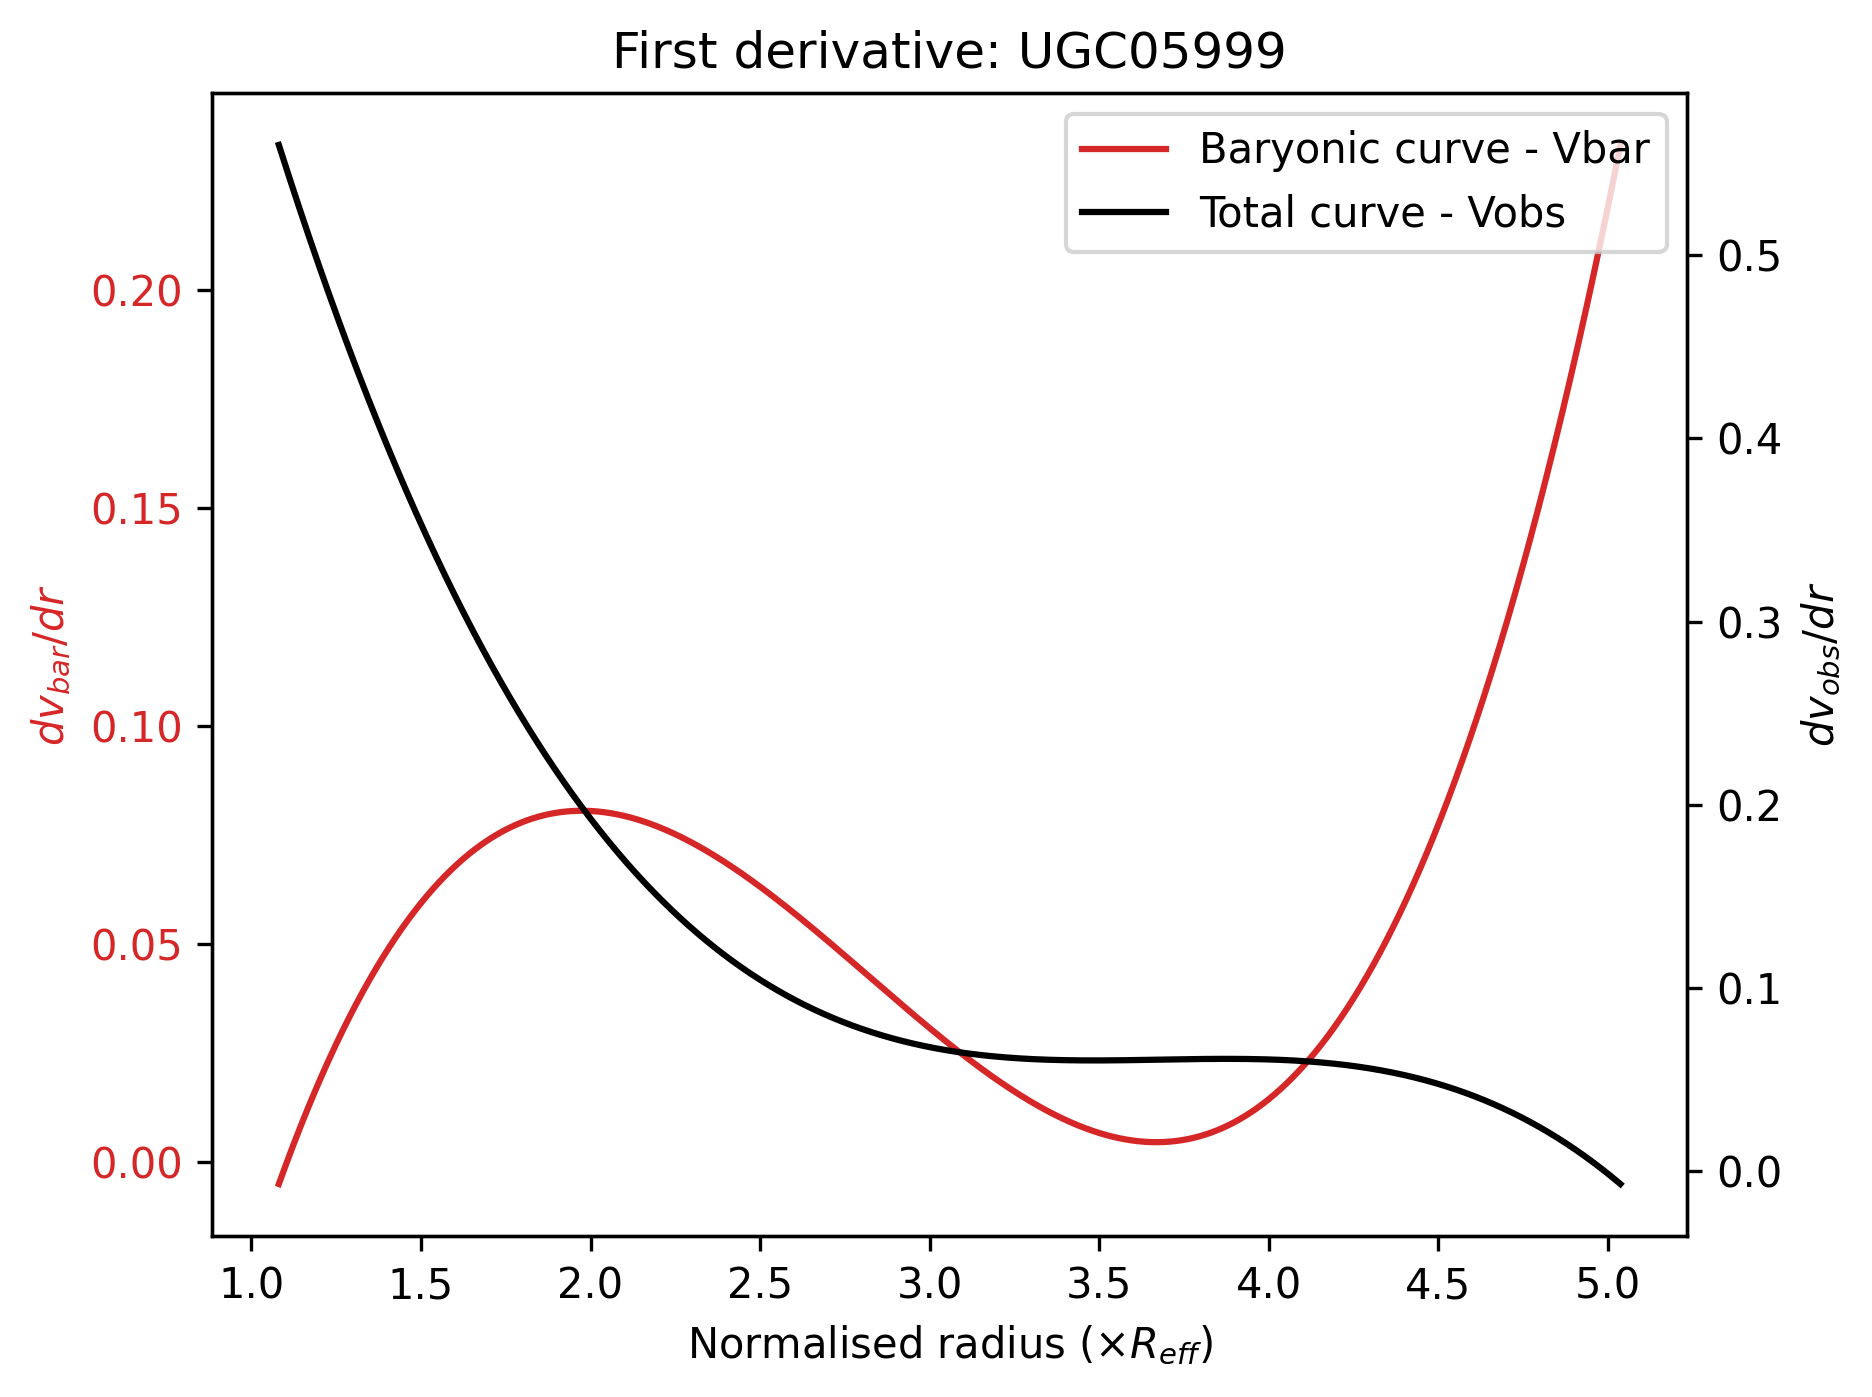 First derivative: UGC05999
Baryonic curve - Vbar
Total curve - Vobs
0.20
0.15
0.10
0.05
0.00
dv_bar/dr
0.5
0.4
0.3
0.2
0.1
0.0
dv_obs/dr
1.0 1.5 2.0 2.5 3.0 3.5 4.0 4.5 5.0
Normalised radius (×R_eff)